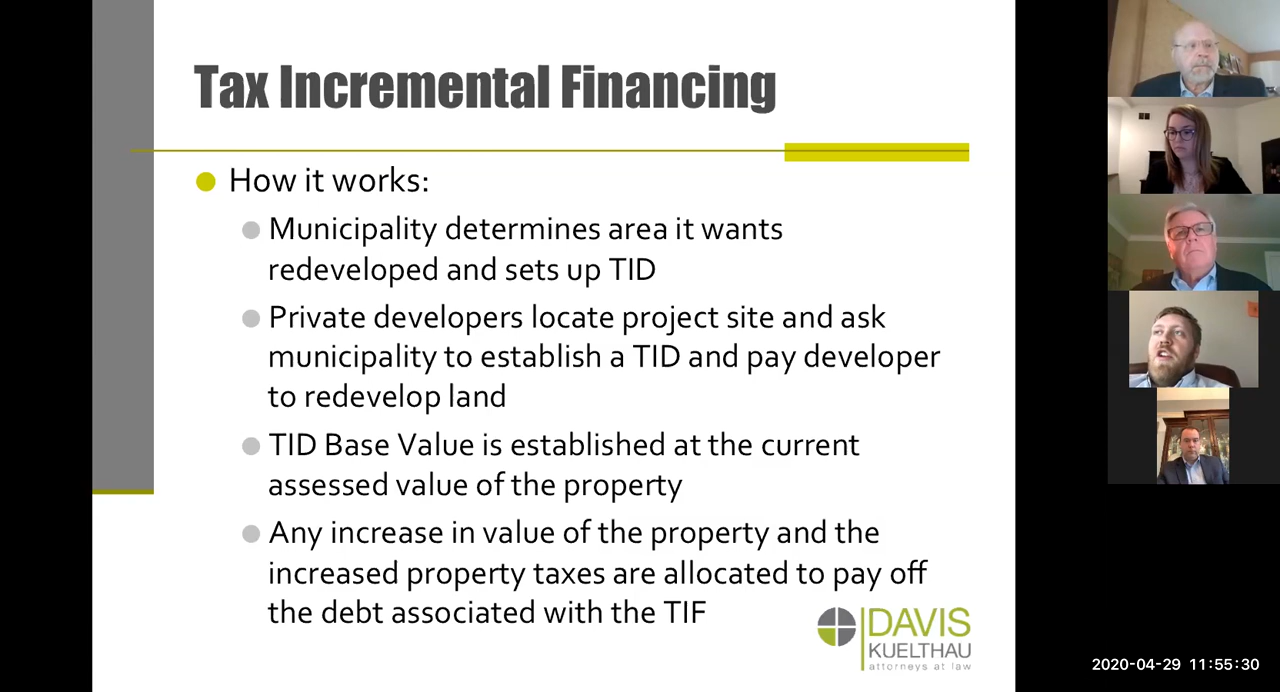 Tax Incremental Financing
How it works:
Municipality determines area it wants
redeveloped and sets up TID
Private developers locate project site and ask
municipality to establish a TID and pay developer
to redevelop land
TID Base Value is established at the current
assessed value of the property
Any increase in value of the property and the
increased property taxes are allocated to pay off
the debt associated with the TIF
DAVIS
KUELTHAU
attorneys at law
2020-04-29 11:55:30